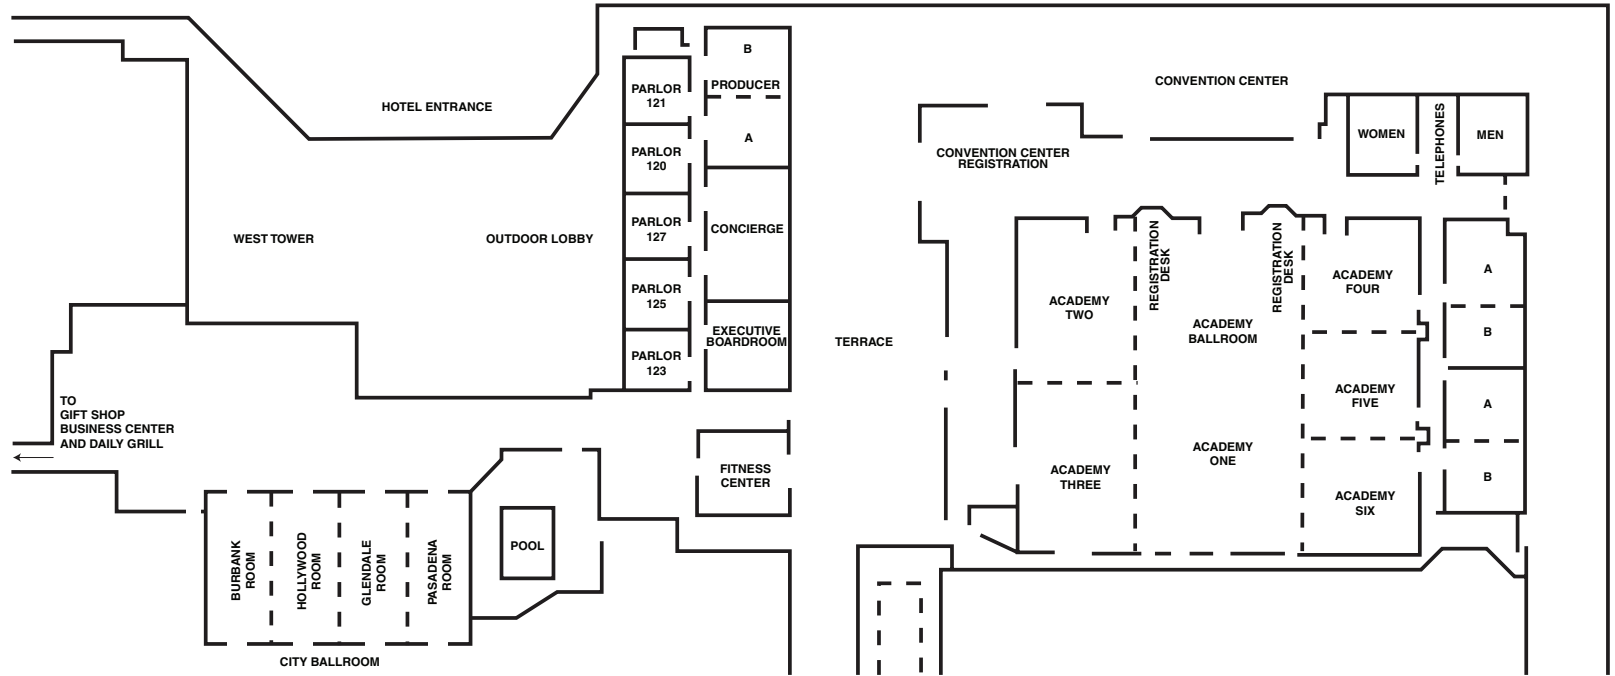 B
PRODUCER
A
PARLOR
121
PARLOR
120
PARLOR
127
PARLOR
125
PARLOR
123
CONCIERGE
EXECUTIVE
BOARDROOM
HOTEL ENTRANCE
WEST TOWER
OUTDOOR LOBBY
TO
GIFT SHOP
BUSINESS CENTER
AND DAILY GRILL
BURBANK
ROOM
HOLLYWOOD
ROOM
GLENDALE
ROOM
PASADENA
ROOM
CITY BALLROOM
POOL
FITNESS
CENTER
TERRACE
CONVENTION CENTER
CONVENTION CENTER
REGISTRATION
WOMEN
TELEPHONES
MEN
REGISTRATION
DESK
REGISTRATION
DESK
ACADEMY
TWO
ACADEMY
BALLROOM
ACADEMY
FOUR
ACADEMY
THREE
ACADEMY
ONE
ACADEMY
FIVE
ACADEMY
SIX
A
B
A
B